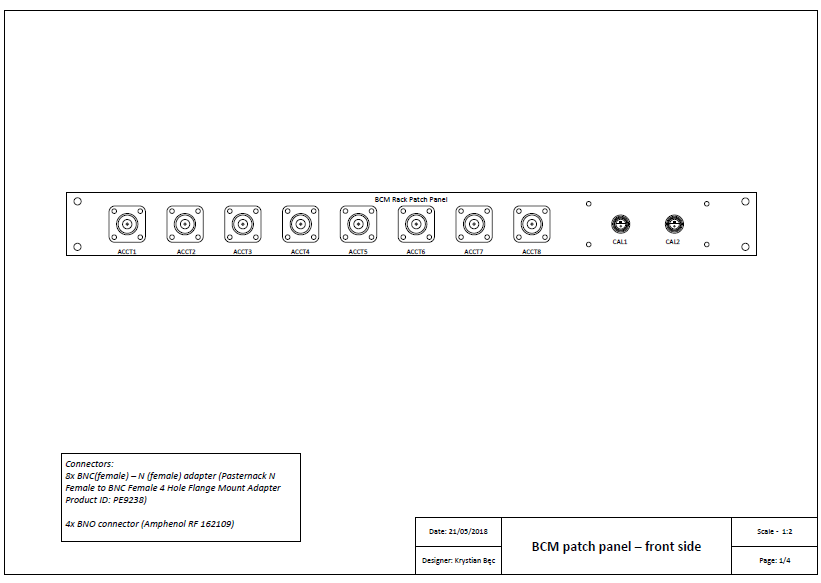 BCM Rack Patch Panel
ACCT1 ACCT2 ACCT3 ACCT4 ACCT5 ACCT6 ACCT7 ACCT8 CAL1 CAL2
Connectors:
8x BNC(female) – N (female) adapter (Pasternack N
Female to BNC Female 4 Hole Flange Mount Adapter
Product ID: PE9238)
4x BNO connector (Amphenol RF 162109)
Date: 21/05/2018
Designer: Krystian Bęc
BCM patch panel – front side
Scale - 1:2
Page: 1/4